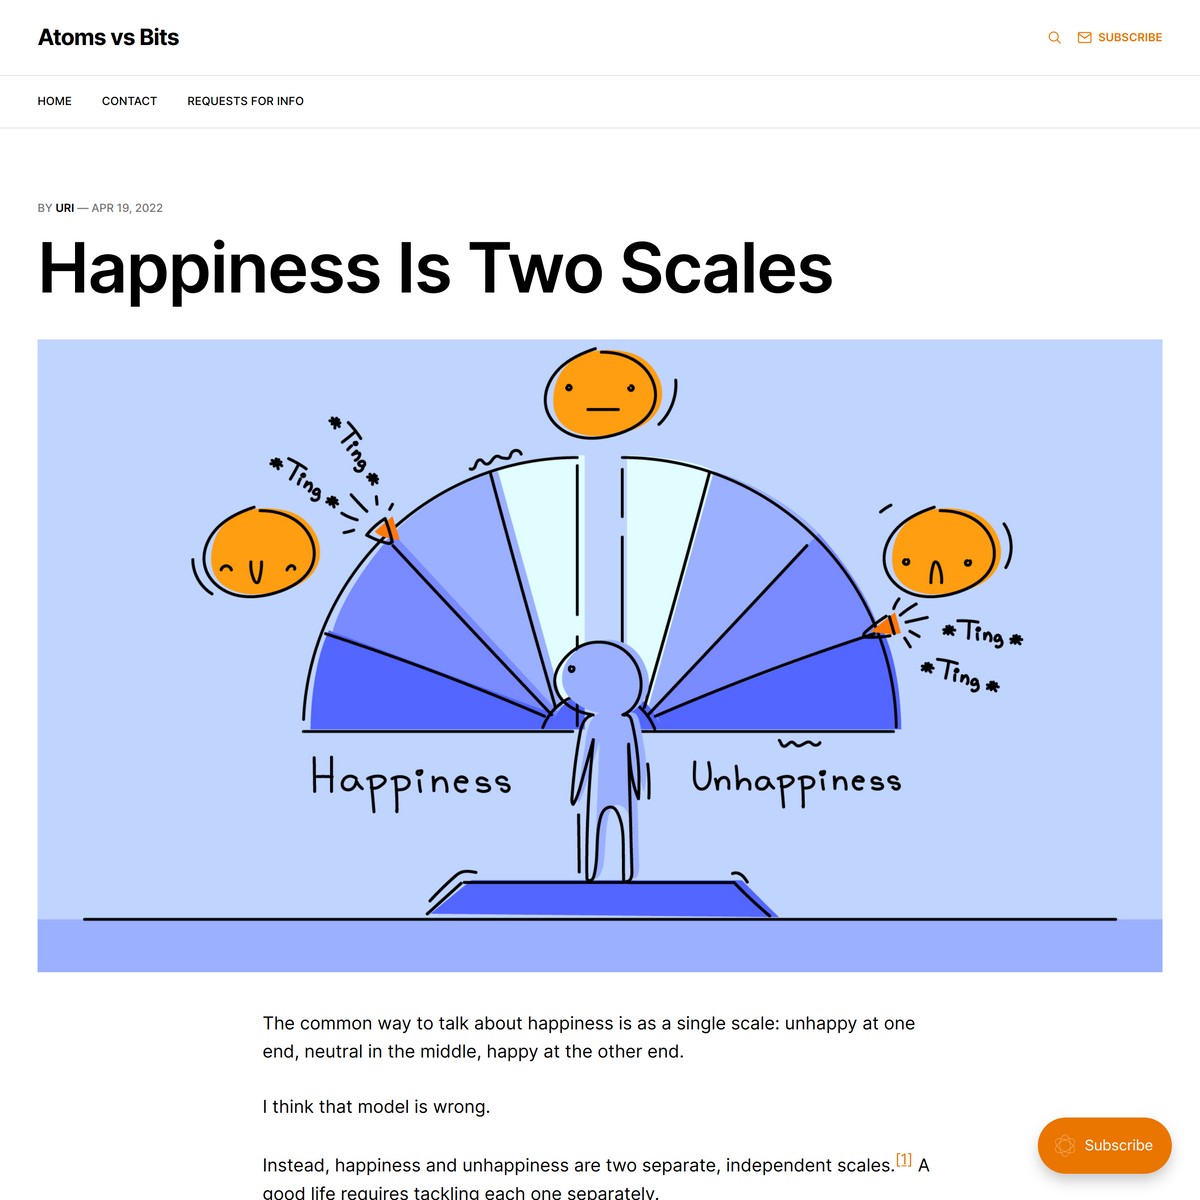 Atoms vs Bits
SUBSCRIBE
HOME CONTACT REQUESTS FOR INFO
BY URI — APR 19, 2022
Happiness Is Two Scales
*Ting*
*Ting*
*Ting*
*Ting*
Happiness
Unhappiness
The common way to talk about happiness is as a single scale: unhappy at one
end, neutral in the middle, happy at the other end.
I think that model is wrong.
Instead, happiness and unhappiness are two separate, independent scales.[1] A
good life requires tackling each one separately.
Subscribe